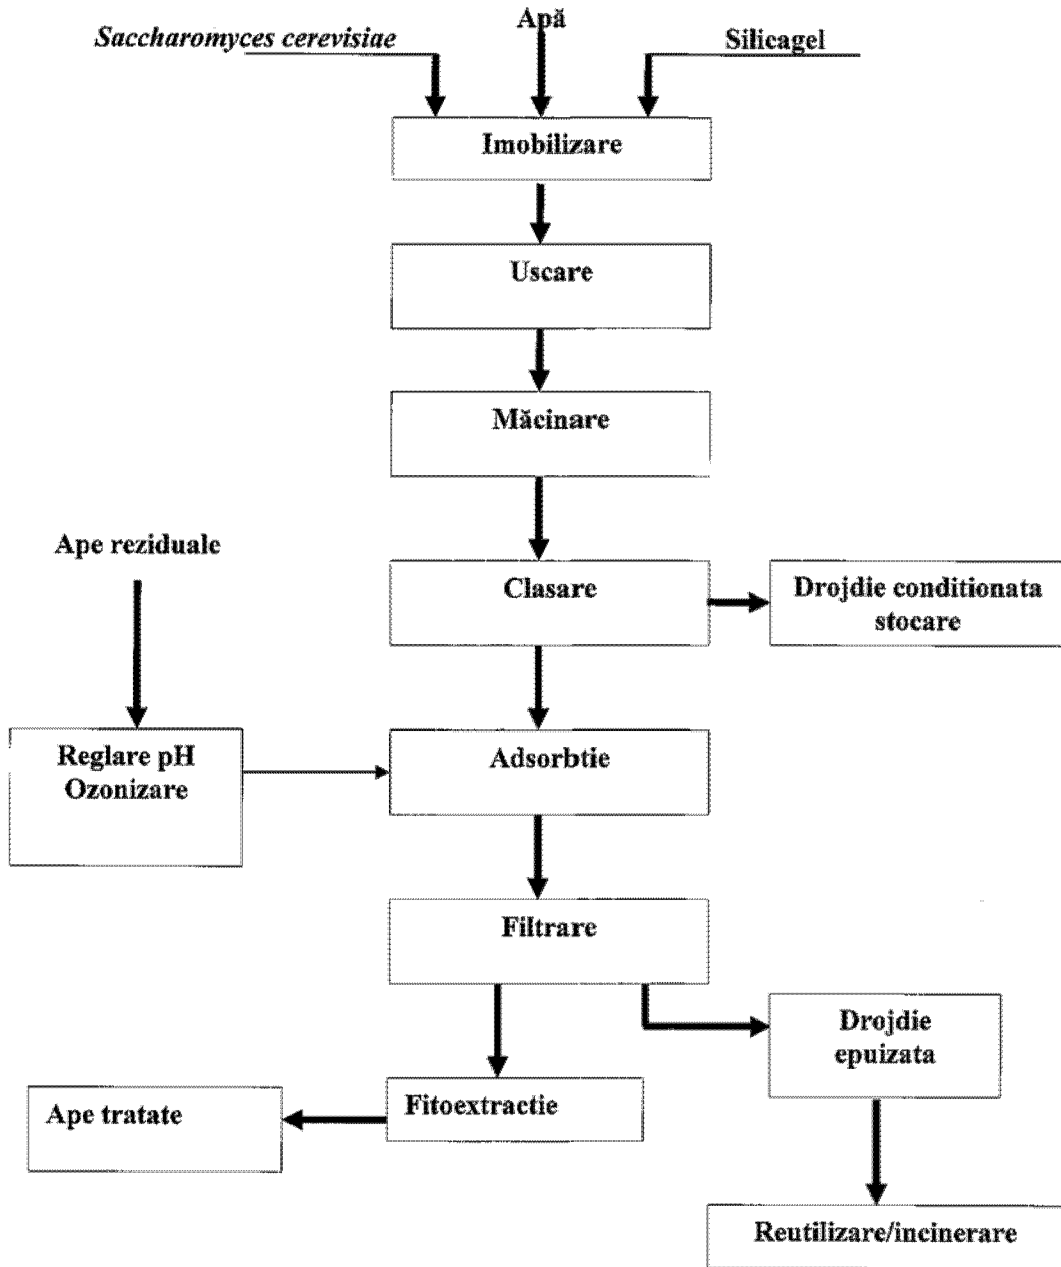 Apă
Saccharomyces cerevisiae
Silicagel
Imobilizare
Uscare
Măcinare
Ape reziduale
Clasare
Drojdie conditionata
stocare
Reglare pH
Ozonizare
Adsorbtie
Filtrare
Drojdie
epuizata
Ape tratate
Fitoextractie
Reutilizare/incinerare